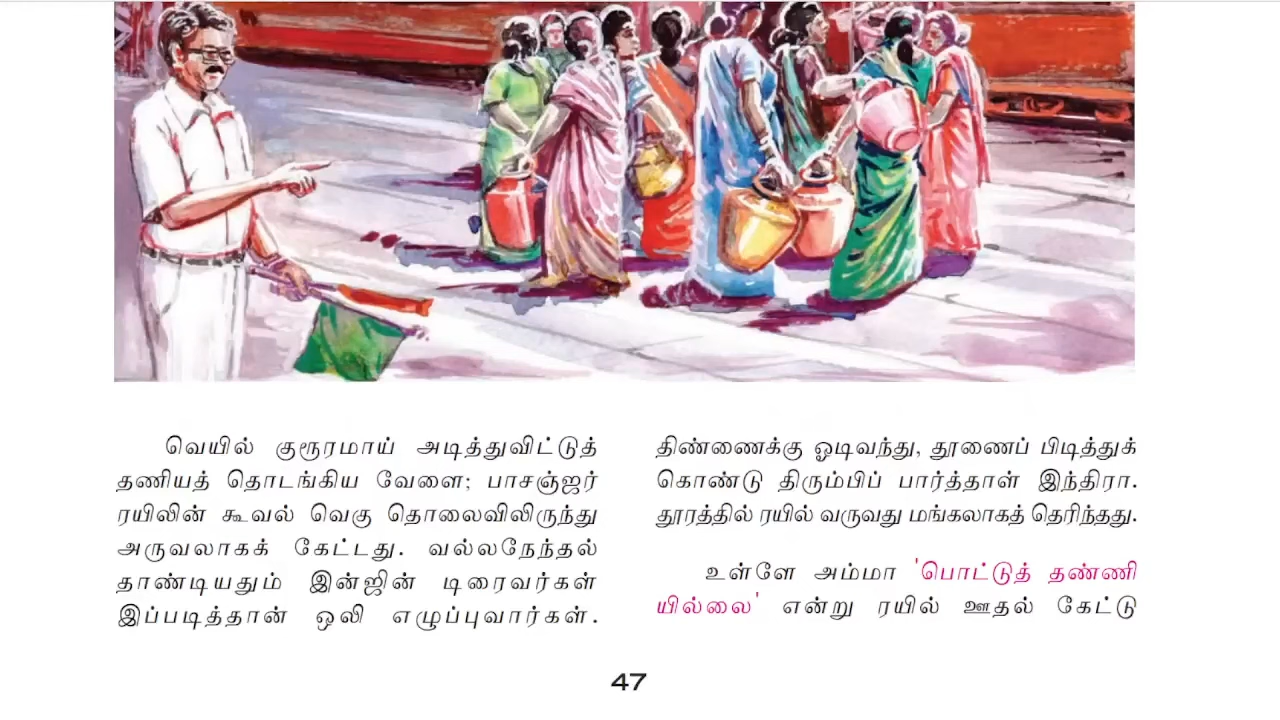 வெயில் குரூரமாய் அடித்துவிட்டுத்
தணியத் தொடங்கிய வேளை; பாசஞ்ஜர்
ரயிலின் கூவல் வெகு தொலைவிலிருந்து
அருவலாகக் கேட்டது. வல்லநேந்தல்
தாண்டியதும் இன்ஜின் டிரைவர்கள்
இப்படித்தான் ஒலி எழுப்புவார்கள்.
திண்ணைக்கு ஓடிவந்து, தூணைப் பிடித்துக்
கொண்டு திரும்பிப் பார்த்தாள் இந்திரா.
தூரத்தில் ரயில் வருவது மங்கலாகத் தெரிந்தது.
உள்ளே அம்மா 'பொட்டுத் தண்ணி
யில்லை' என்று ரயில் ஊதல் கேட்டு
47